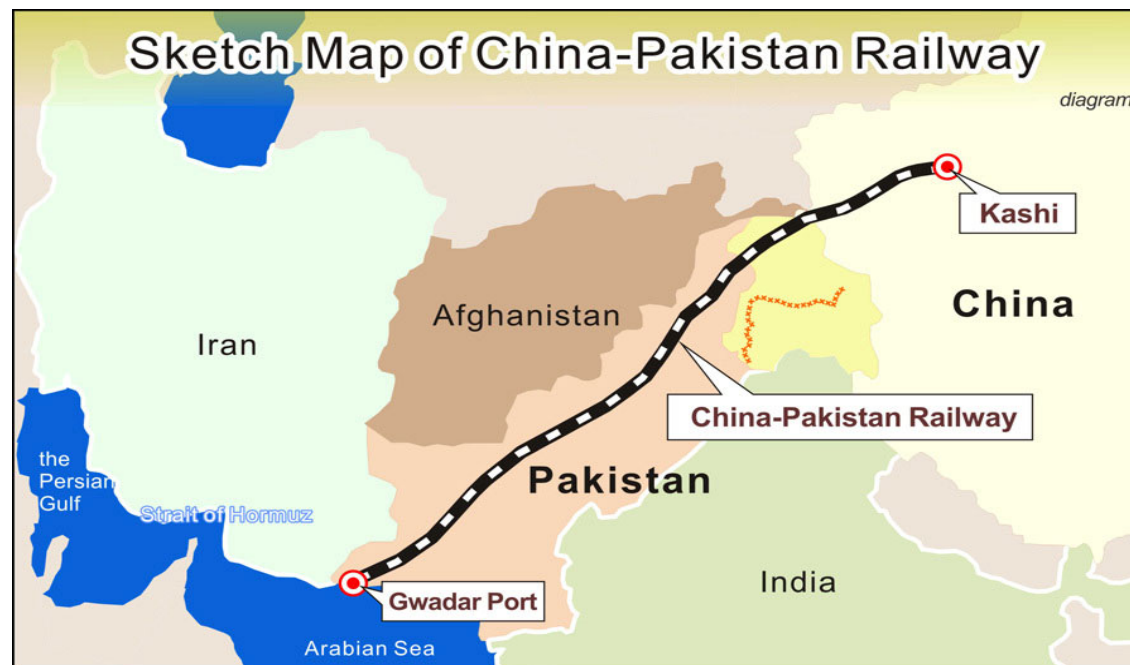 Sketch Map of China-Pakistan Railway
diagram
Kashi
China
Afghanistan
Iran
China-Pakistan Railway
the
Persian
Gulf
Pakistan
Strait of Hormuz
India
Gwadar Port
Arabian Sea